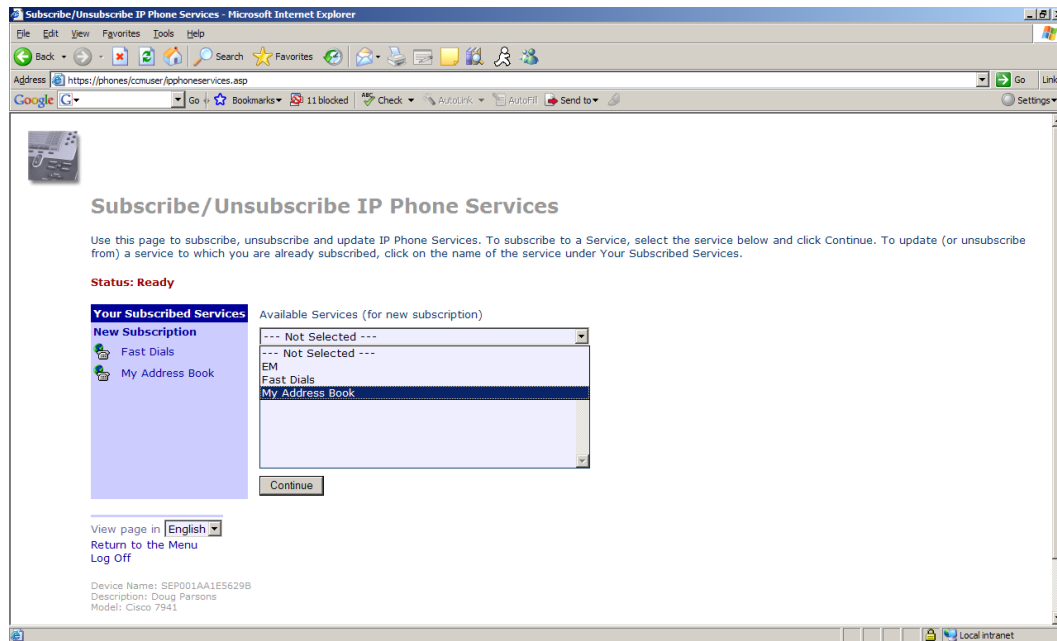 Subscribe/Unsubscribe IP Phone Services - Microsoft Internet Explorer
File Edit View Favorites Tools Help
Back Search Favorites
Address https://phones/ccmuser/ipphoneservices.asp Go Link
Google G Go Bookmarks 11 blocked ABC Check AutoLink AutoFill Send to Settings
Subscribe/Unsubscribe IP Phone Services
Use this page to subscribe, unsubscribe and update IP Phone Services. To subscribe to a Service, select the service below and click Continue. To update (or unsubscribe
from) a service to which you are already subscribed, click on the name of the service under Your Subscribed Services.
Status: Ready
Your Subscribed Services
New Subscription
Fast Dials
My Address Book
Available Services (for new subscription)
--- Not Selected ---
--- Not Selected ---
EM
Fast Dials
My Address Book
Continue
View page in English
Return to the Menu
Log Off
Device Name: SEP001AA1E5629B
Description: Doug Parsons
Model: Cisco 7941
Local intranet